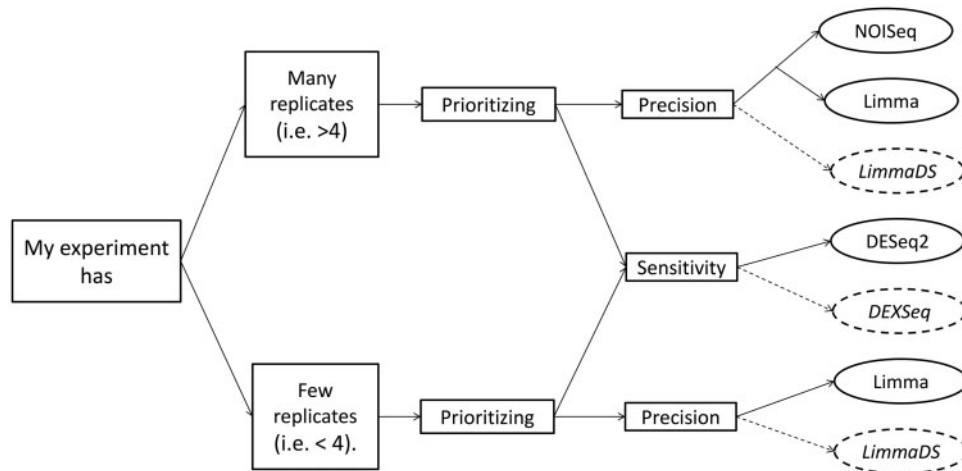 NOISeq
Many
replicates
(i.e. >4)
Prioritizing
Precision
Limma
LimmaDS
My experiment
has
Sensitivity
DESeq2
DEXSeq
Few
replicates
(i.e. < 4).
Prioritizing
Precision
Limma
LimmaDS